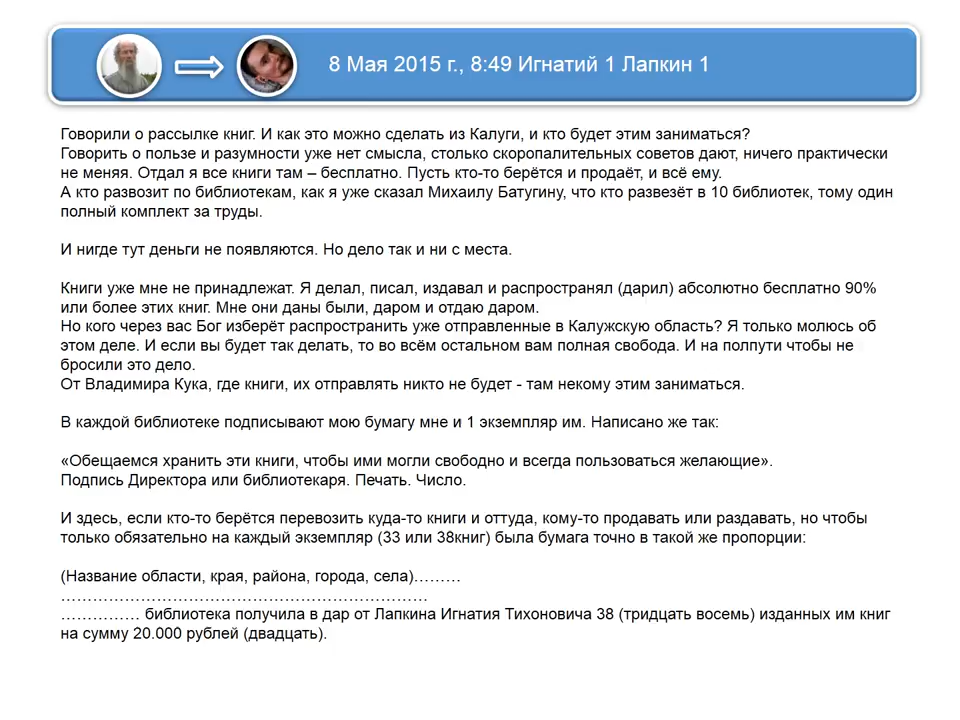 8 Мая 2015 г., 8:49 Игнатий 1 Лапкин 1
Говорили о рассылке книг. И как это можно сделать из Калуги, и кто будет этим заниматься?
Говорить о пользе и разумности уже нет смысла, столько скоропалительных советов дают, ничего практически
не меняя. Отдал я все книги там – бесплатно. Пусть кто-то берётся и продаёт, и всё ему.
А кто развозит по библиотекам, как я уже сказал Михаилу Батугину, что кто развезёт в 10 библиотек, тому один
полный комплект за труды.
И нигде тут деньги не появляются. Но дело так и ни с места.
Книги уже мне не принадлежат. Я делал, писал, издавал и распространял (дарил) абсолютно бесплатно 90%
или более этих книг. Мне они даны были, даром и отдаю даром.
Но кого через вас Бог изберёт распространить уже отправленные в Калужскую область? Я только молюсь об
этом деле. И если вы будет так делать, то во всём остальном вам полная свобода. И на полпути чтобы не
бросили это дело.
От Владимира Кука, где книги, их отправлять никто не будет - там некому этим заниматься.
В каждой библиотеке подписывают мою бумагу мне и 1 экземпляр им. Написано же так:
«Обещаемся хранить эти книги, чтобы ими могли свободно и всегда пользоваться желающие».
Подпись Директора или библиотекаря. Печать. Число.
И здесь, если кто-то берётся перевозить куда-то книги и оттуда, кому-то продавать или раздавать, но чтобы
только обязательно на каждый экземпляр (33 или 38книг) была бумага точно в такой же пропорции:
(Название области, края, района, города, села)………
……………………………………………………………
…………… библиотека получила в дар от Лапкина Игнатия Тихоновича 38 (тридцать восемь) изданных им книг
на сумму 20.000 рублей (двадцать).